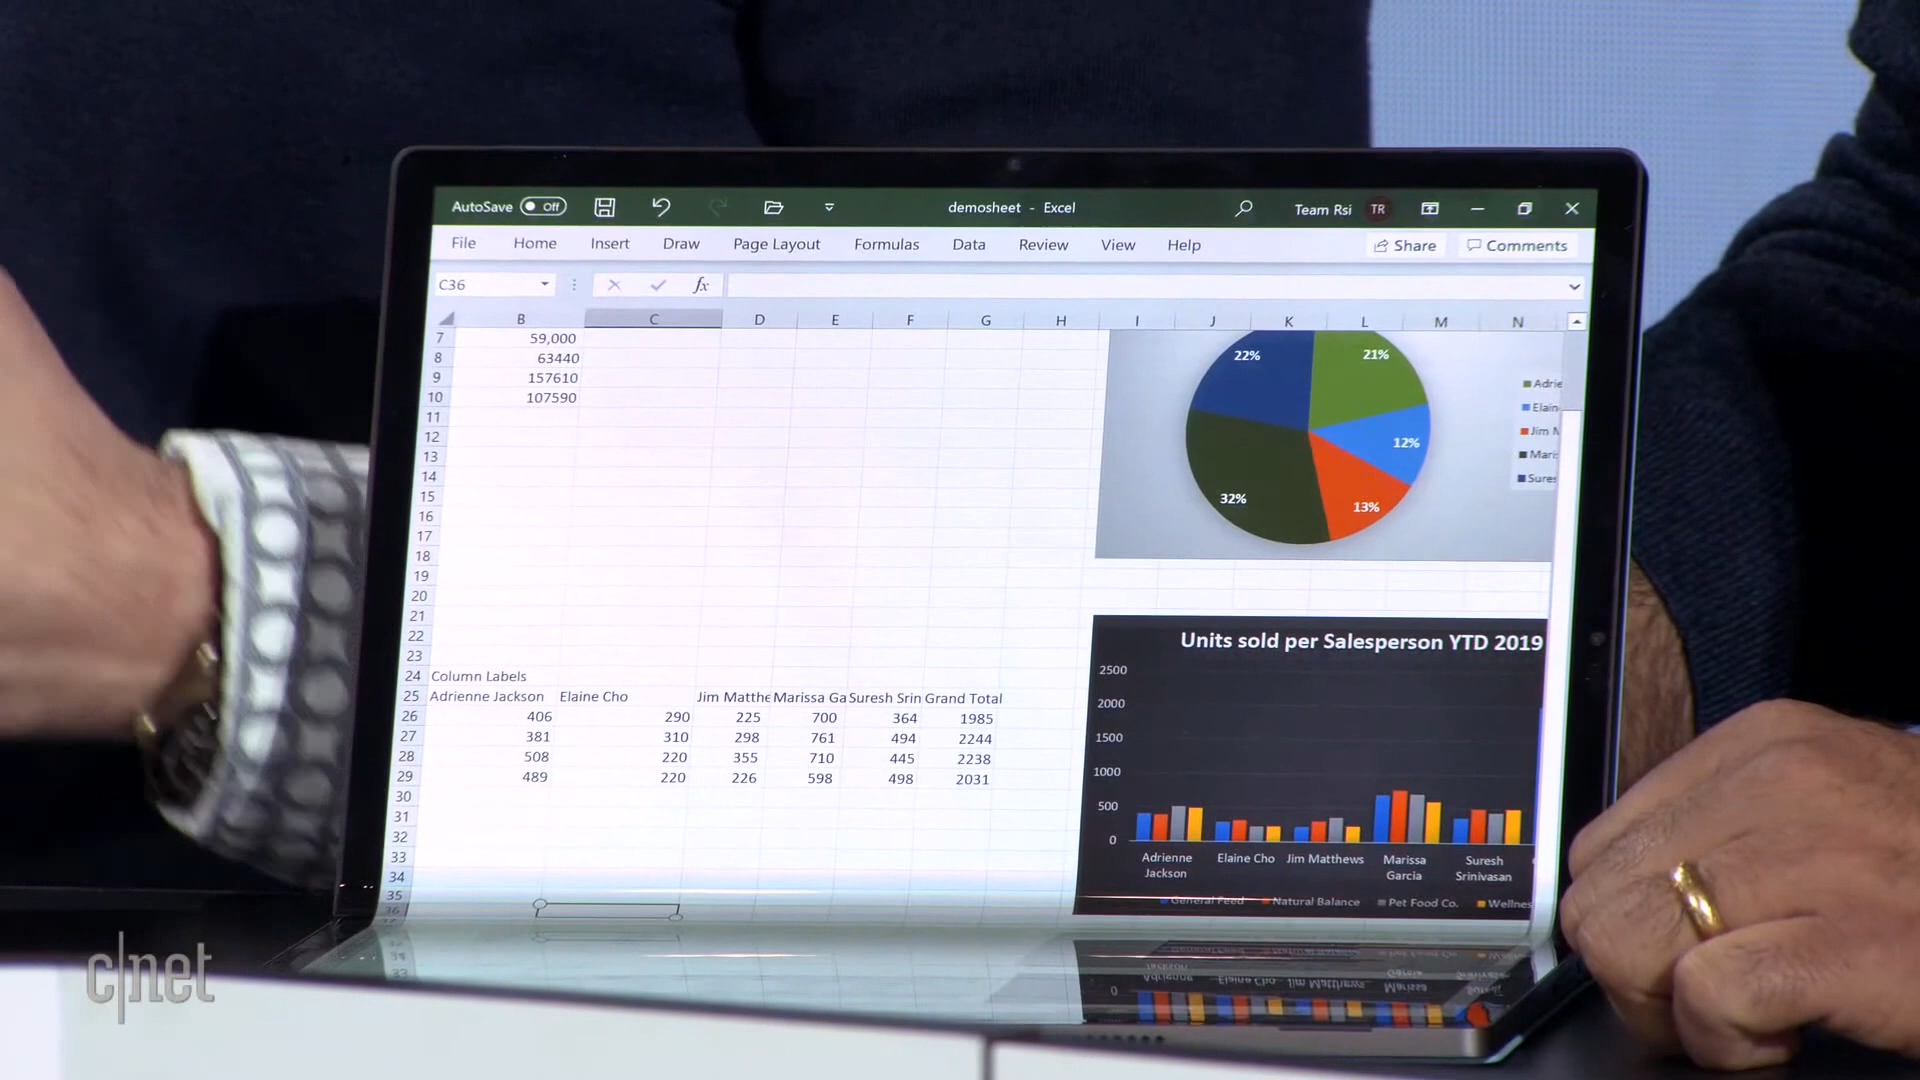 AutoSave Off demosheet - Excel Team Rsi TR
File Home Insert Draw Page Layout Formulas Data Review View Help Share Comments
C36 fx
B C D E F G H I J K L M N
7 59,000
8 63440
9 157610
10 107590
11
12
13
14
15
16
17
18
19
20
21
22
23
24 Column Labels
25 Adrienne Jackson Elaine Cho Jim Matthe Marissa Ga Suresh Srin Grand Total
26 406 290 225 700 364 1985
27 381 310 298 761 494 2244
28 508 220 355 710 445 2238
29 489 220 226 598 498 2031
30
31
32
33
34
35
36
22% 21%
12%
32% 13%
Adrie
Elain
Jim M
Maris
Sures
Units sold per Salesperson YTD 2019
2500
2000
1500
1000
500
0
Adrienne Jackson Elaine Cho Jim Matthews Marissa Garcia Suresh Srinivasan
General Feed Natural Balance Pet Food Co. Wellnes
c|net